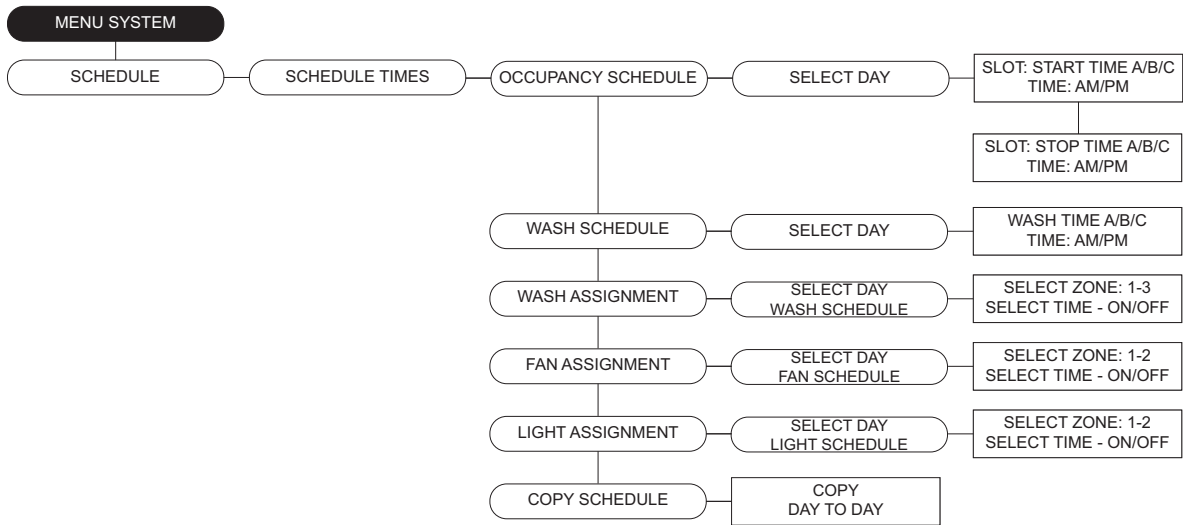 MENU SYSTEM
SCHEDULE
SCHEDULE TIMES
OCCUPANCY SCHEDULE
SELECT DAY
SLOT: START TIME A/B/C
TIME: AM/PM
SLOT: STOP TIME A/B/C
TIME: AM/PM
WASH SCHEDULE
SELECT DAY
WASH TIME A/B/C
TIME: AM/PM
WASH ASSIGNMENT
SELECT DAY
WASH SCHEDULE
SELECT ZONE: 1-3
SELECT TIME - ON/OFF
FAN ASSIGNMENT
SELECT DAY
FAN SCHEDULE
SELECT ZONE: 1-2
SELECT TIME - ON/OFF
LIGHT ASSIGNMENT
SELECT DAY
LIGHT SCHEDULE
SELECT ZONE: 1-2
SELECT TIME - ON/OFF
COPY SCHEDULE
COPY
DAY TO DAY